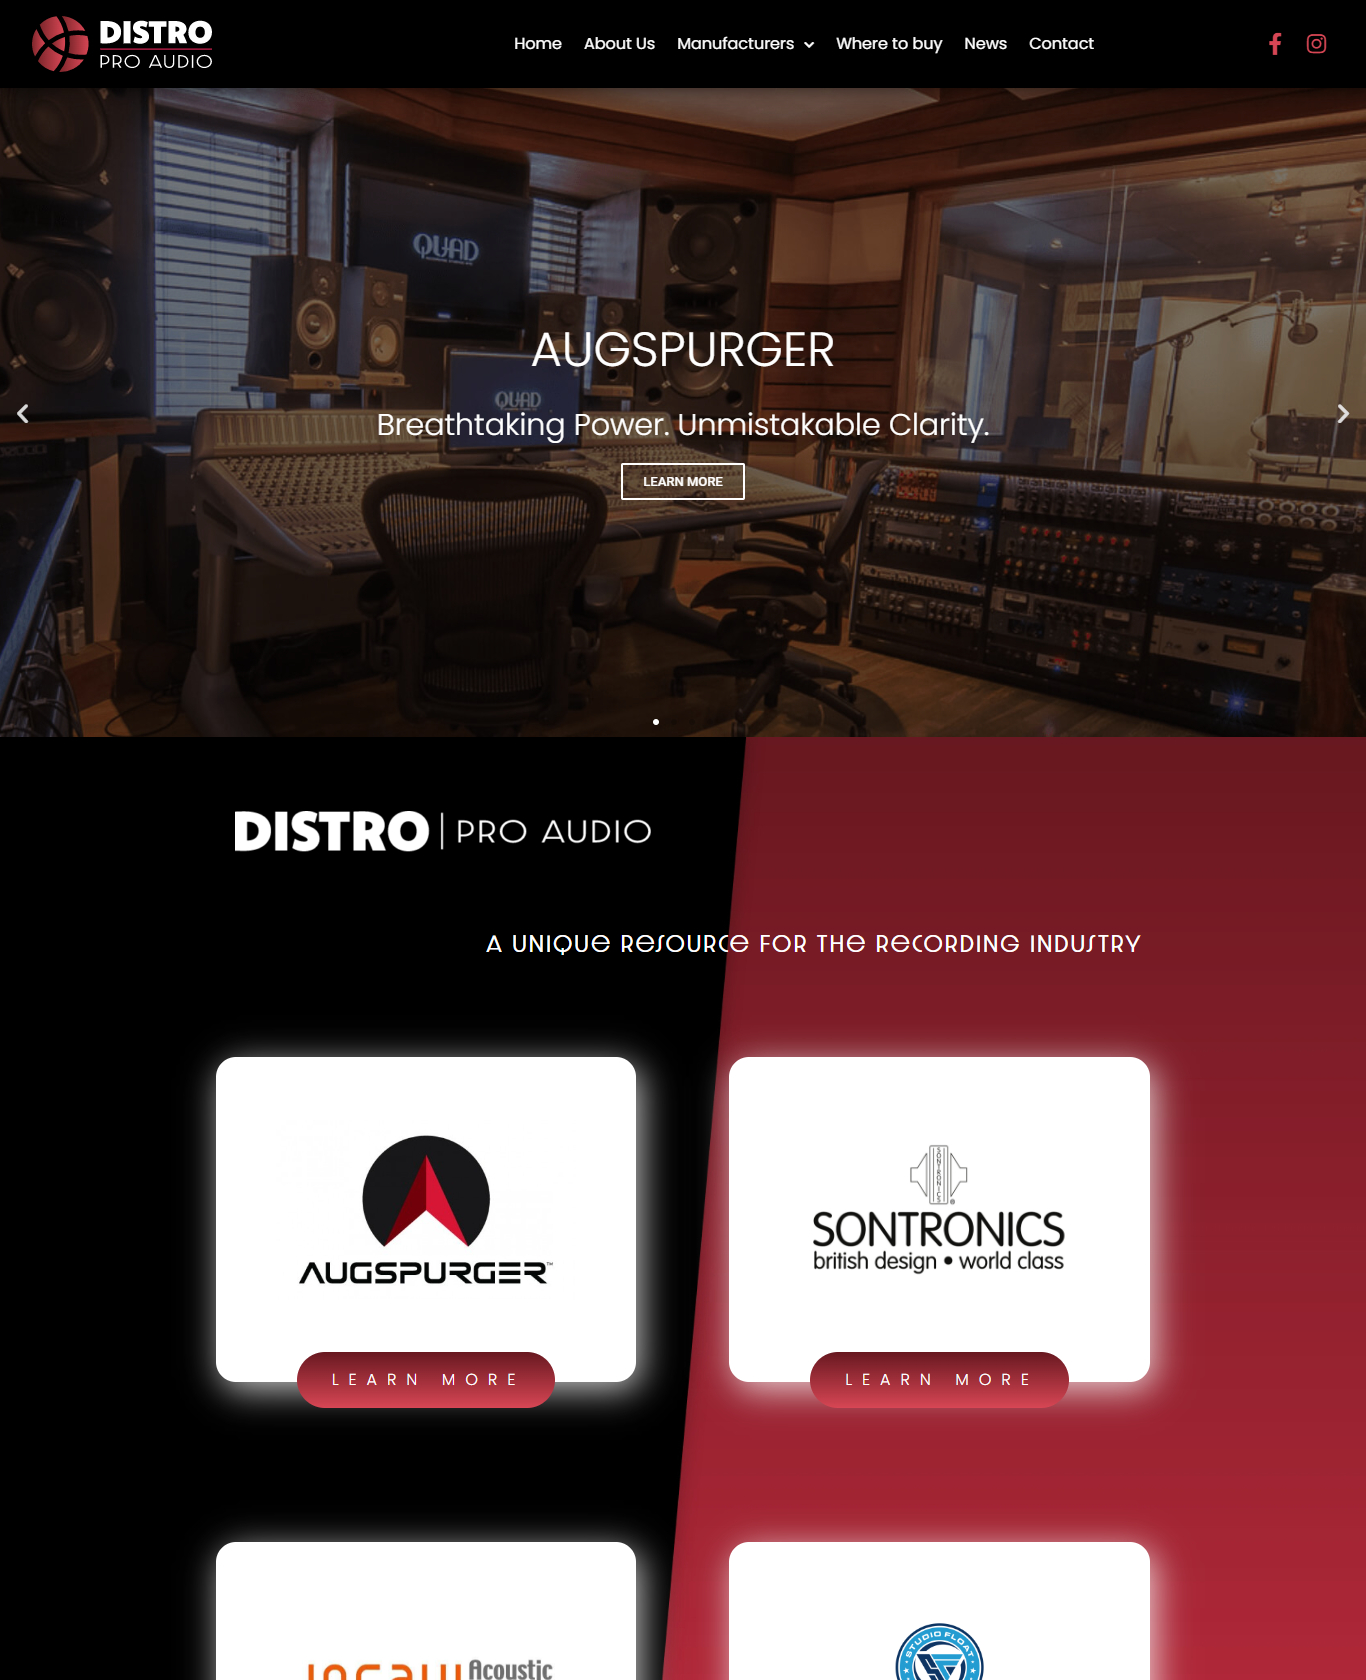 DISTRO
PRO AUDIO
Home
About Us
Manufacturers
Where to buy
News
Contact
QUAD
QUAD
AUGSPURGER
Breathtaking Power. Unmistakable Clarity.
LEARN MORE
DISTRO | PRO AUDIO
A UNIQUE RESOURCE FOR THE RECORDING INDUSTRY
AUGSPURGER™
SONTRONICS
SONTRONICS®
british design • world class
LEARN MORE
LEARN MORE
Acoustic
STUDIO FLOAT